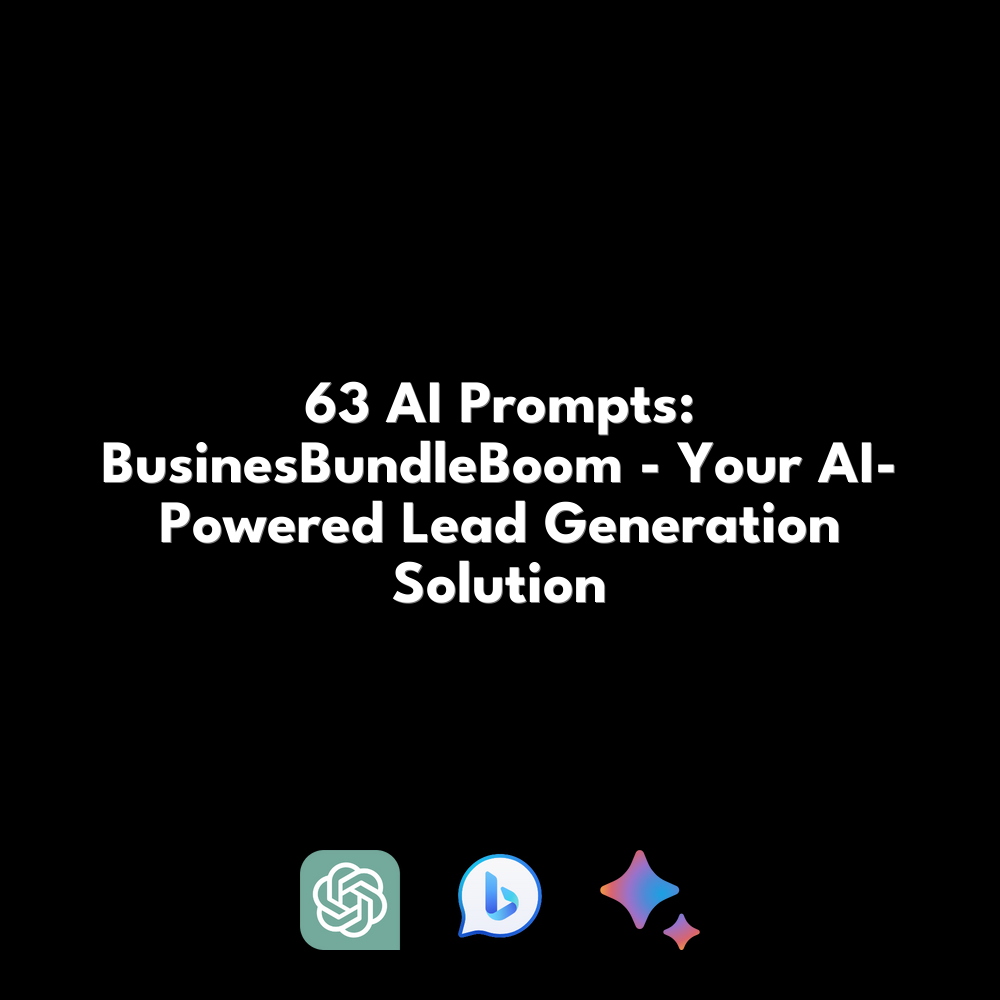 63 AI Prompts:
BusinesBundleBoom - Your AI-
Powered Lead Generation
Solution